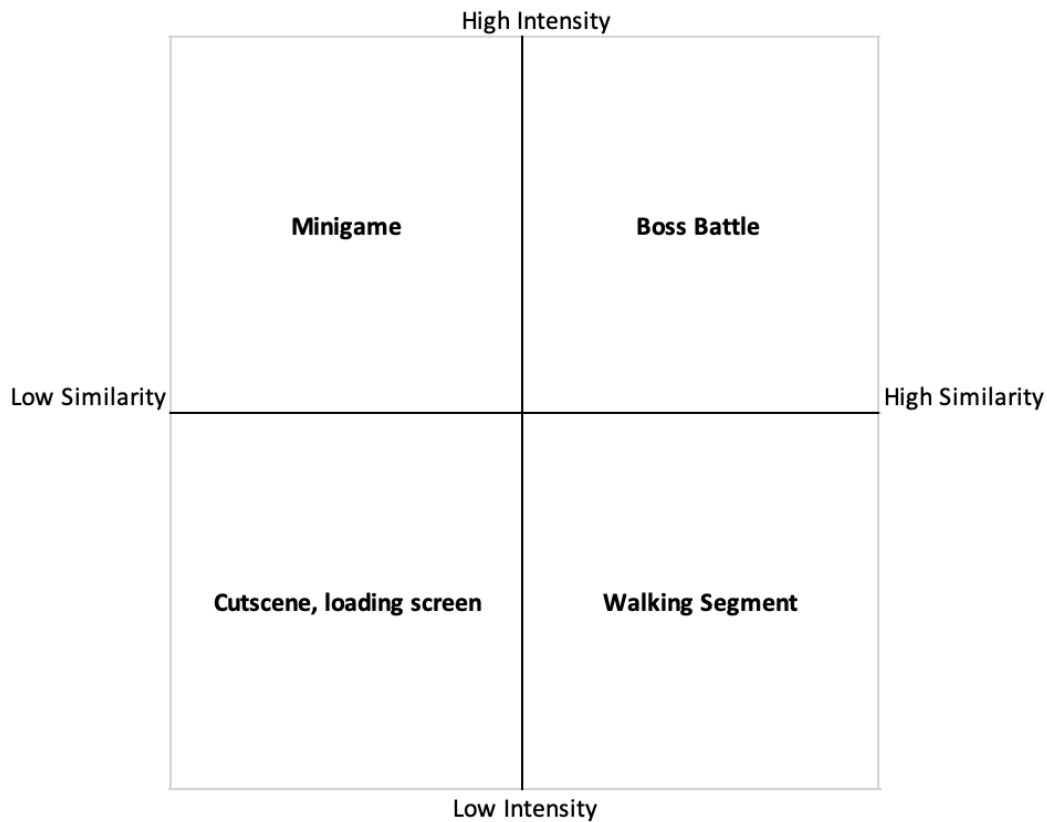 High Intensity
Minigame
Boss Battle
Low Similarity
High Similarity
Cutscene, loading screen
Walking Segment
Low Intensity